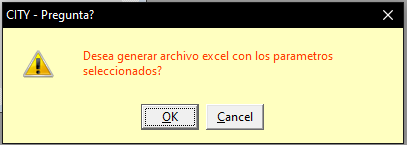 CITY - Pregunta?
Desea generar archivo excel con los parametros
seleccionados?
OK Cancel